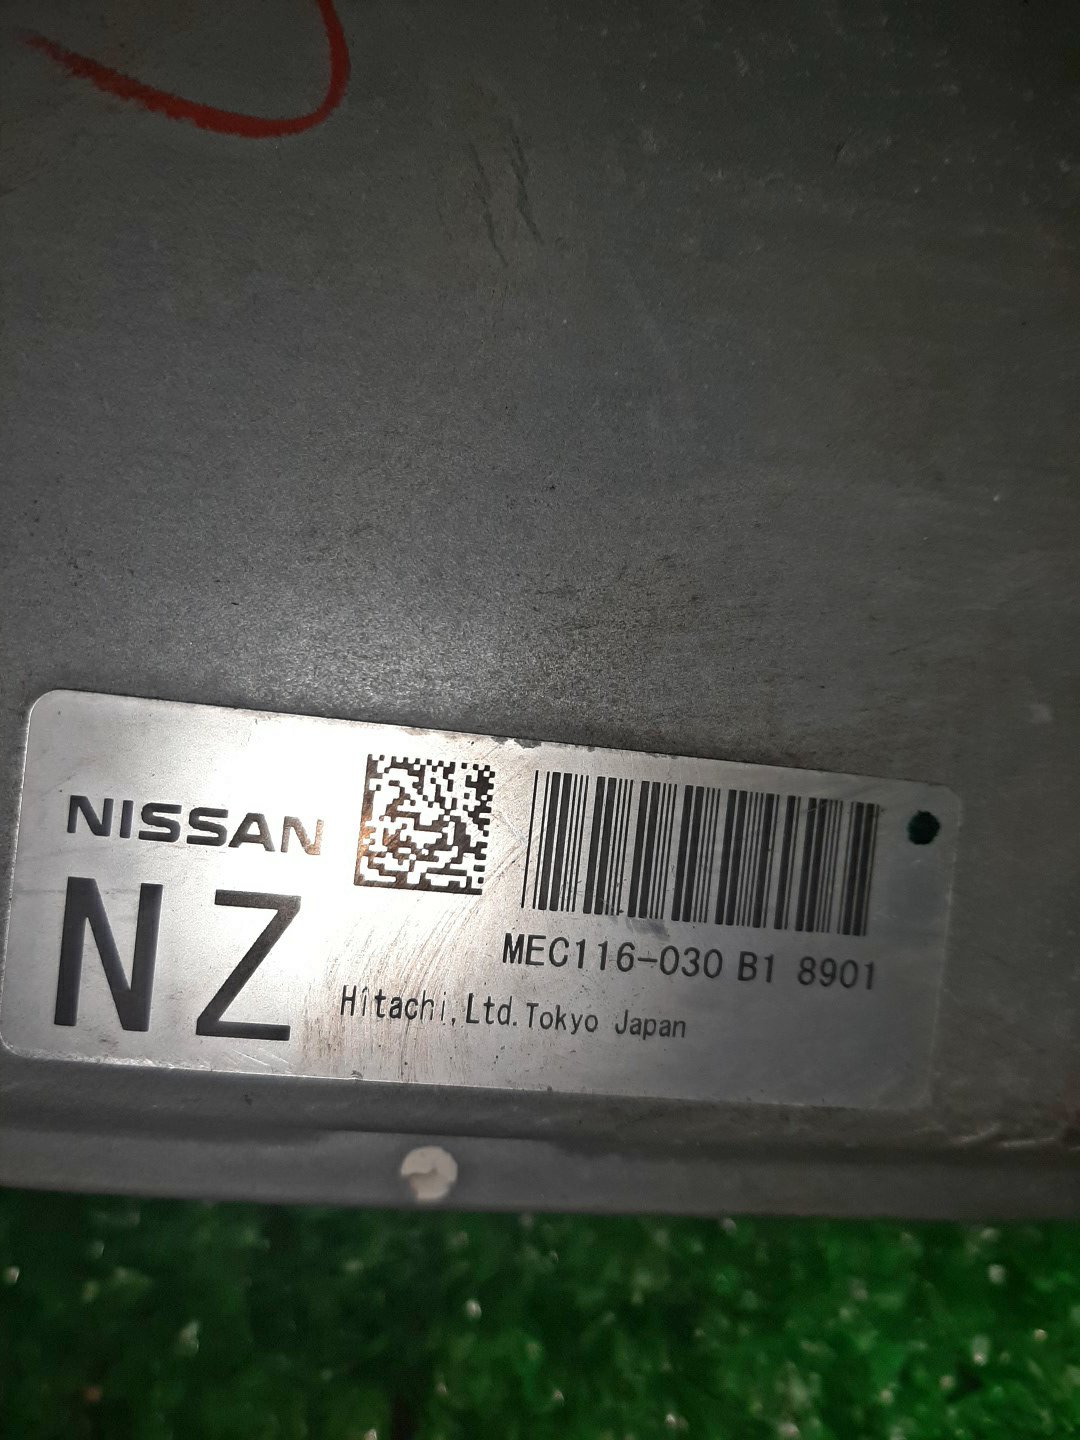 NISSAN
NZ
MEC116-030 B1 8901
Hitachi,Ltd.Tokyo Japan